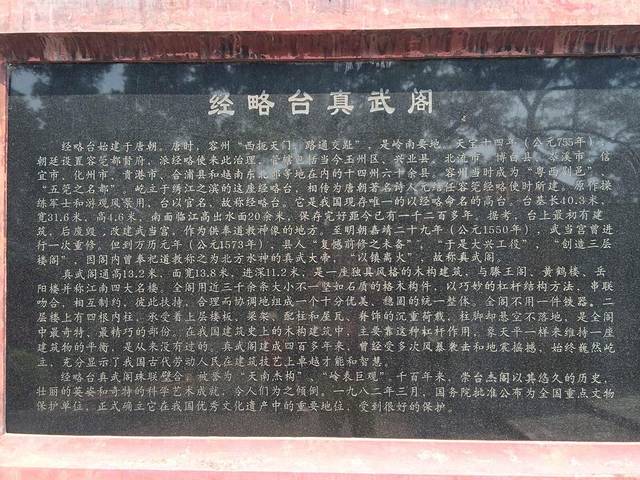 经略台真武阁
经略台始建于唐朝。唐时，容州“西扼天门，路通交趾”，是岭南要地。天宝十四年（公元755年）
朝廷设置容莞都督府，派经略使来此治理。管辖包括当今玉州区、兴业县、北流市、博白县、岑溪市、信
宜市、化州市、贵港市、合浦县和越南东北部等地在内的十四州六十余县。容州当时成为“粤西剧邑”、
“五莞之名都”。屹立于绣江之滨的这座经略台，相传为唐朝著名诗人元结任容莞经略使时所建，原作操
练军士和游观风景用，台以官名，故称经略台。它是我国现存唯一的以经略命名的高台。台基长40.3米，
宽31.6米，高4.6米，南面临江高出水面20余米，保存完好距今已有一千二百多年。据考，台上最初有建
筑，后废毁，改建武当宫，作为供奉道教神像的地方。至明朝嘉靖二十九年（公元1550年），武当宫曾进
行一次重修。但到万历元年（公元1573年），县人“复憾前修之未备”，“于是大兴工役”，“创造三层
楼阁”，因阁内曾奉祀道教称之为北方水神的真武大帝，“以镇离火”，故称真武阁。
真武阁通高13.2米，面宽13.8米，进深11.2米，是一座独具风格的木构建筑，与滕王阁、黄鹤楼、岳
阳楼并称江南四大名楼。全阁用近三千余条大小不一坚如石质的格木构件，以巧妙的杠杆结构方法，串联
吻合，相互制约，彼此扶持，合理而协调地组成一个十分优美、稳固的统一整体。全阁不用一件铁器。二
层楼上有四根内柱，承受着上层楼板、梁架、配柱和屋瓦、脊饰的沉重荷载，柱脚却悬空不落地，是全阁
中最奇特、最精巧的部份。在我国建筑史上的木构建筑中，主要靠这种杠杆作用，象天平一样来维持一座
建筑物的平衡，是从来没有过的。真武阁建成四百多年来，曾经受多次风暴袭击和地震摇撼，始终巍然屹
立，充分显示了我国古代劳动人民在建筑技艺上卓越才能和智慧。
经略台真武阁珠联璧合，被誉为“天南杰构”、“岭表巨观”。千百年来，崇台杰阁以其悠久的历史，
壮丽的英姿和奇特的科学艺术成就，令人们为之倾倒。一九八二年三月，国务院批准公布为全国重点文物
保护单位，正式确立它在我国优秀文化遗产中的重要地位，受到很好的保护。